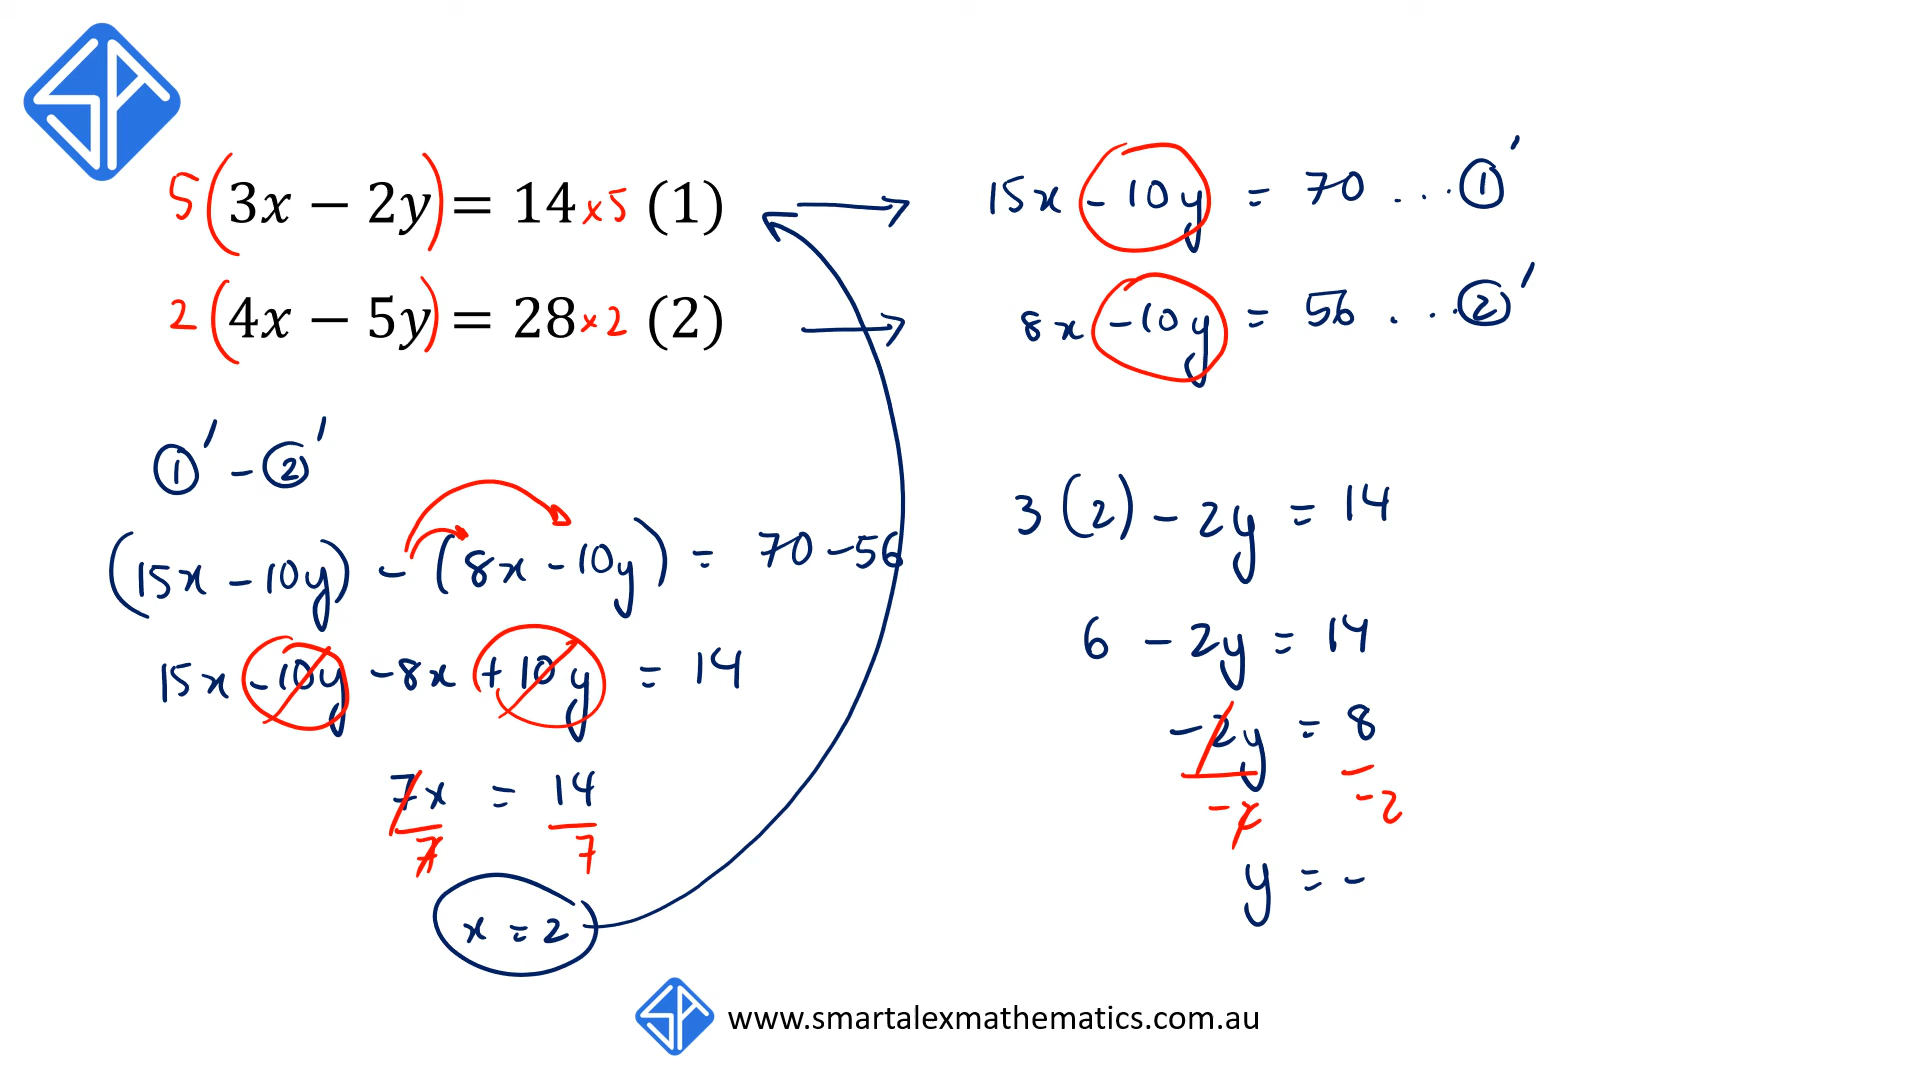 5(3x − 2y) = 14 ×5 (1)
2(4x − 5y) = 28 ×2 (2)
15x − 10y = 70 ... ①'
8x − 10y = 56 ... ②'
①' − ②'
(15x − 10y) − (8x − 10y) = 70 − 56
15x − 10y − 8x + 10y = 14
7x = 14
7 7
x = 2
3(2) − 2y = 14
6 − 2y = 14
−2y = 8
−2 −2
y = −
www.smartalexmathematics.com.au